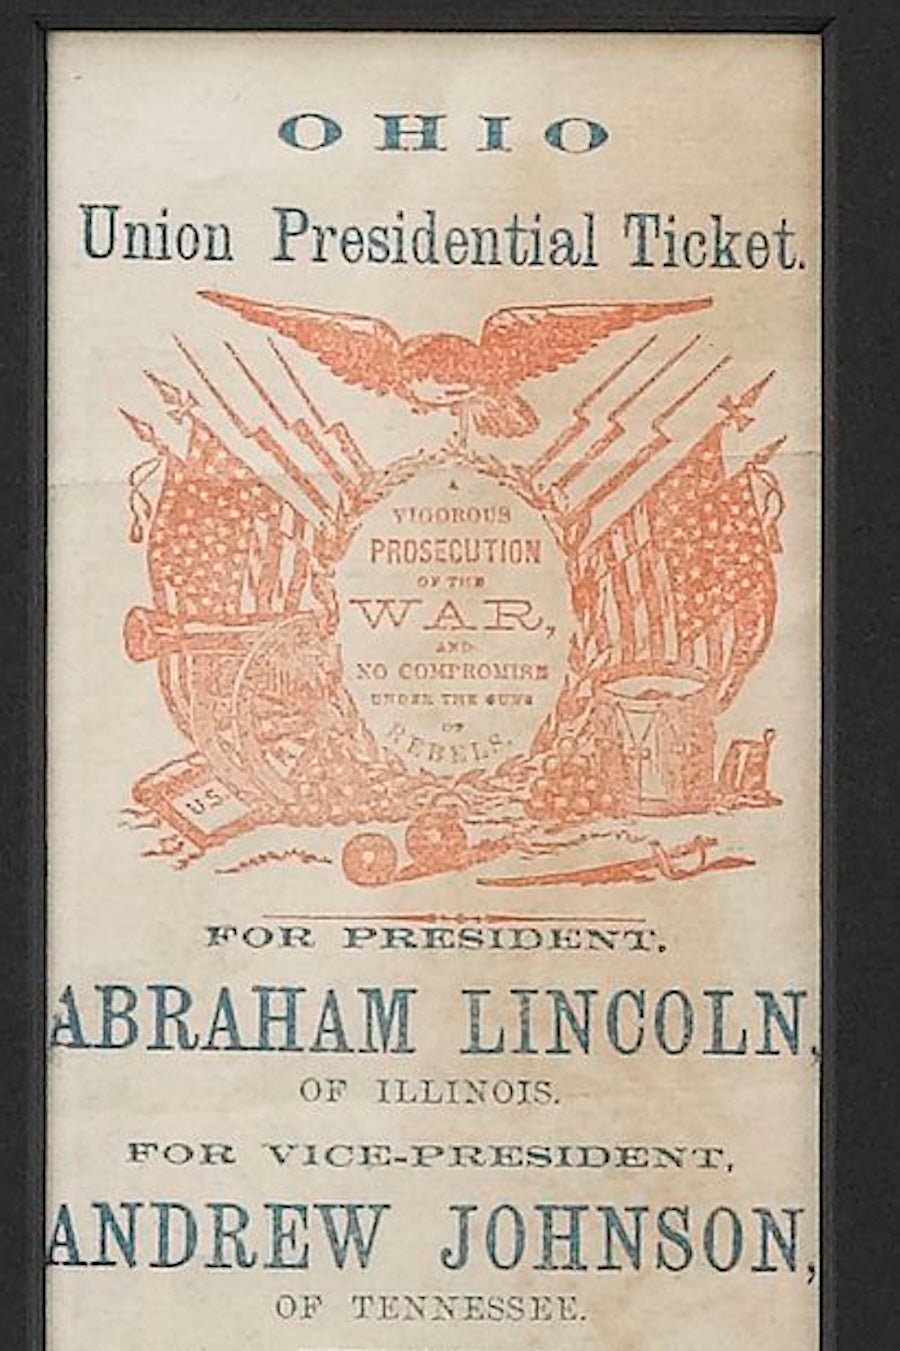 OHIO
Union Presidential Ticket.
A
VIGOROUS
PROSECUTION
OF THE
WAR,
AND
NO COMPROMISE
UNDER THE GUNS
OF
REBELS.
US
FOR PRESIDENT,
ABRAHAM LINCOLN,
OF ILLINOIS.
FOR VICE-PRESIDENT,
ANDREW JOHNSON,
OF TENNESSEE.